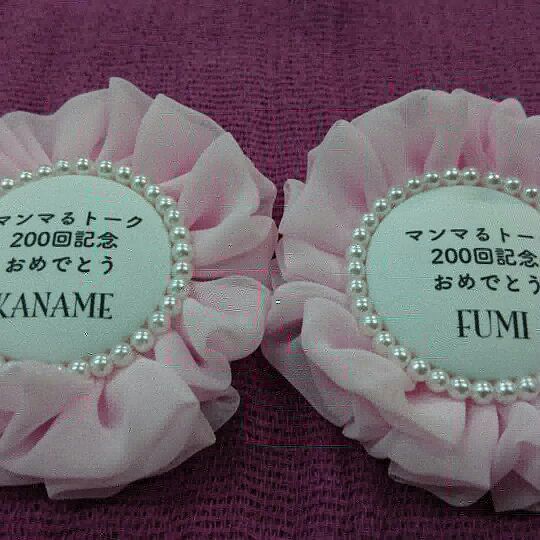 マンマるトーク
200回記念
おめでとう
KANAME
マンマるトー
200回記念
おめでとう
FUMI